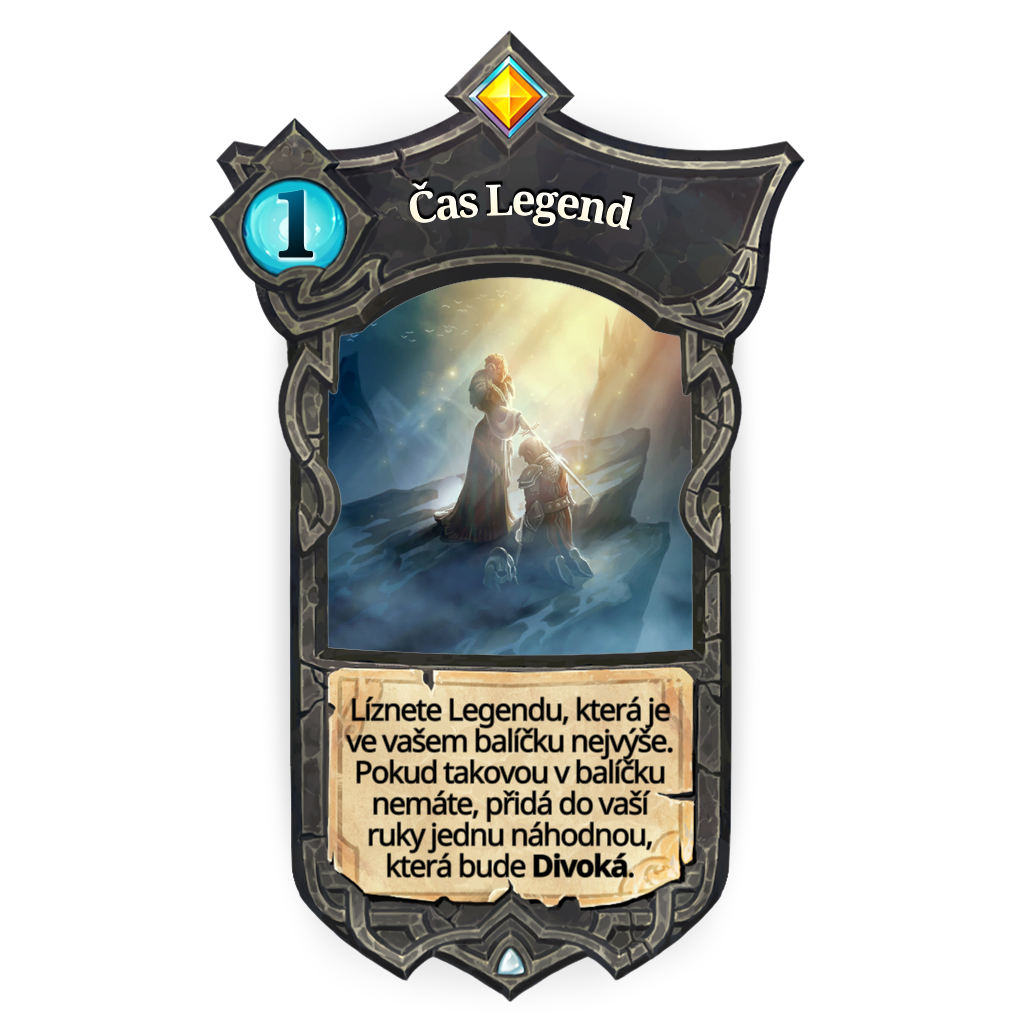 1
Čas Legend
Líznete Legendu, která je
ve vašem balíčku nejvýše.
Pokud takovou v balíčku
nemáte, přidá do vaší
ruky jednu náhodnou,
která bude Divoká.